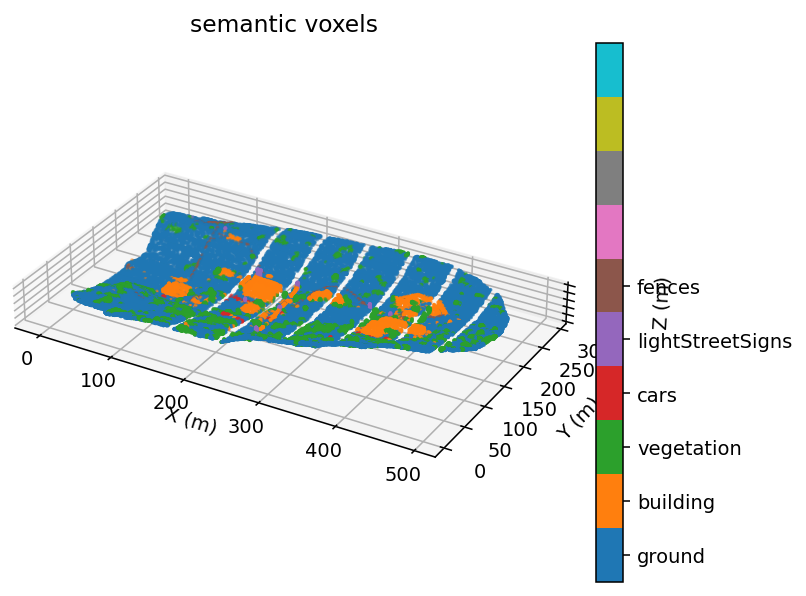 semantic voxels
0
100
200
300
400
500
X (m)
0
50
100
150
200
250
Y (m)
Z (m)
fences
lightStreetSigns
cars
vegetation
building
ground